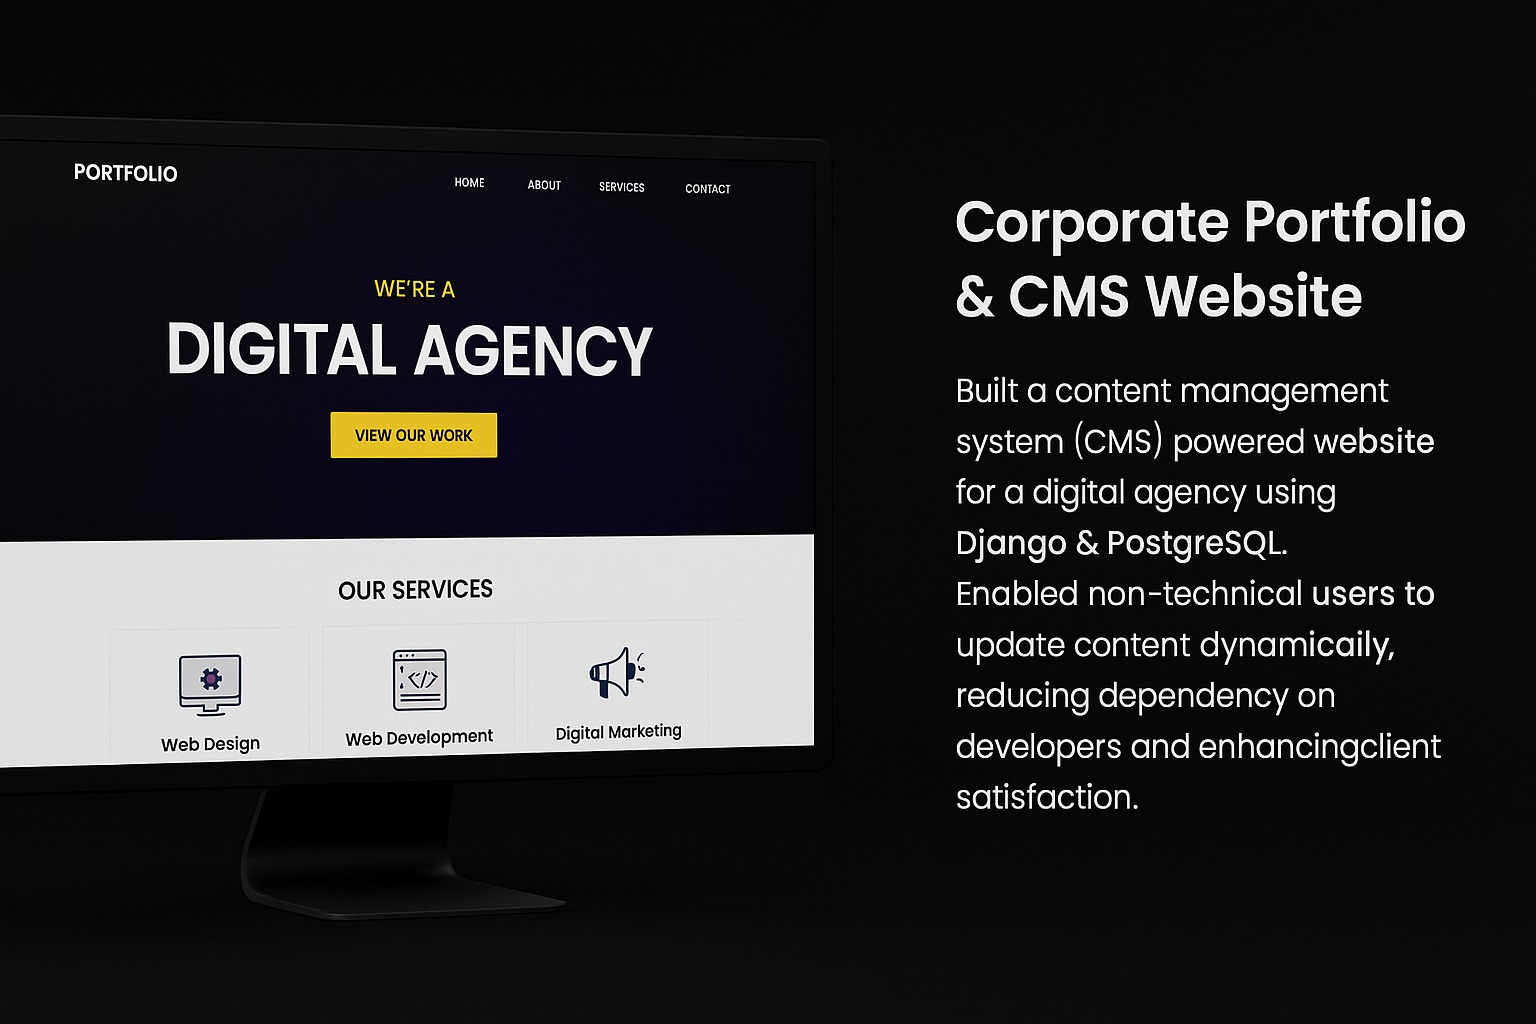 PORTFOLIO
HOME ABOUT SERVICES CONTACT
WE'RE A
DIGITAL AGENCY
VIEW OUR WORK
OUR SERVICES
Web Design Web Development Digital Marketing
Corporate Portfolio
& CMS Website
Built a content management
system (CMS) powered website
for a digital agency using
Django & PostgreSQL.
Enabled non-technical users to
update content dynamicaily,
reducing dependency on
developers and enhancingclient
satisfaction.